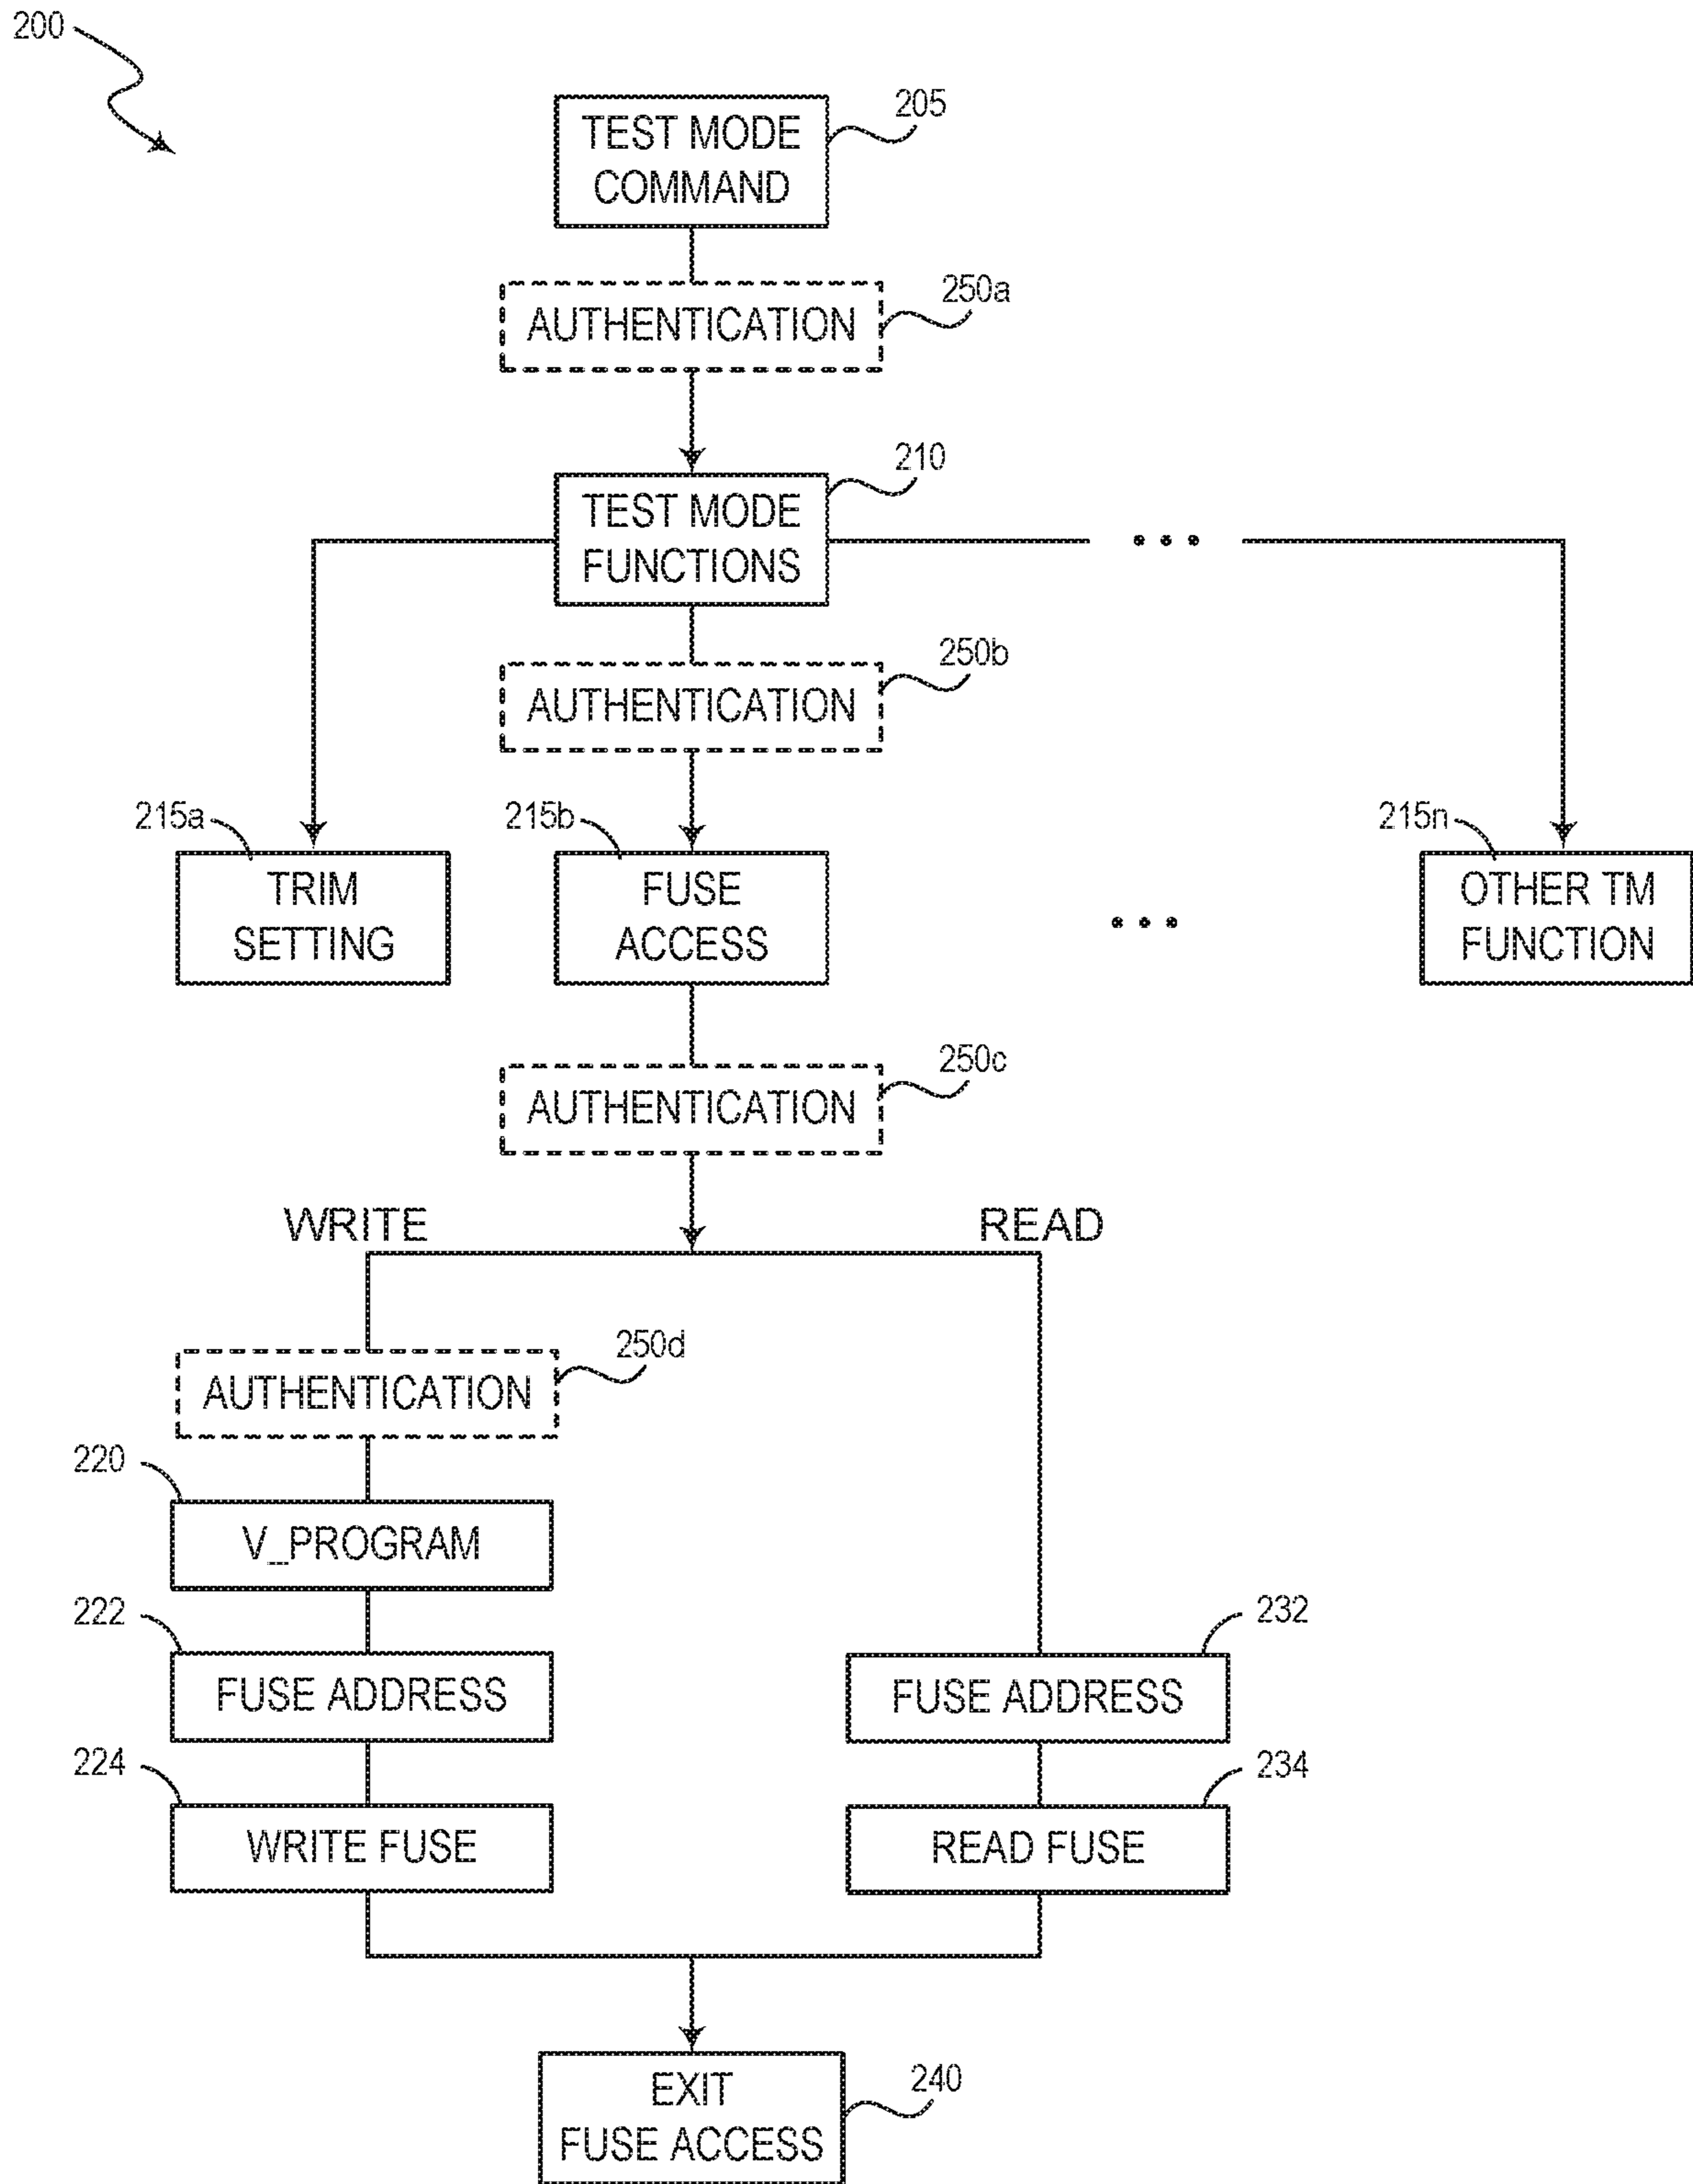 200
TEST MODE
COMMAND
205
AUTHENTICATION
250a
TEST MODE
FUNCTIONS
210
• • •
AUTHENTICATION
250b
215a
TRIM
SETTING
215b
FUSE
ACCESS
• • •
215n
OTHER TM
FUNCTION
AUTHENTICATION
250c
WRITE
READ
AUTHENTICATION
250d
220
V_PROGRAM
222
FUSE ADDRESS
232
FUSE ADDRESS
224
WRITE FUSE
234
READ FUSE
EXIT
FUSE ACCESS
240